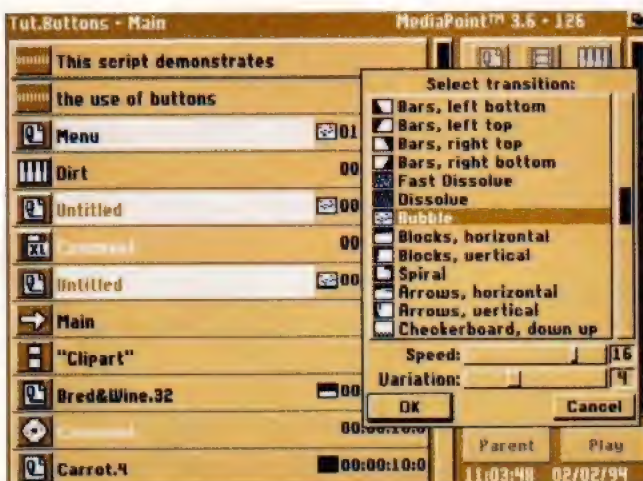 Tut.Buttons - Main
MediaPoint™ 3.6 · 126
This script demonstrates
the use of buttons
Menu 01
Dirt 00
Untitled 00
XL Command 00
Untitled 00
Main
"Clipart"
Bred&Wine.32 00
Command 00:00:10:0
Carrot.4 00:00:10:0
Select transition:
Bars, left bottom
Bars, left top
Bars, right top
Bars, right bottom
Fast Dissolve
Dissolve
Bubble
Blocks, horizontal
Blocks, vertical
Spiral
Arrows, horizontal
Arrows, vertical
Checkerboard, down up
Speed: 16
Variation: 4
OK
Cancel
Parent
Play
11:03:48 02/02/94